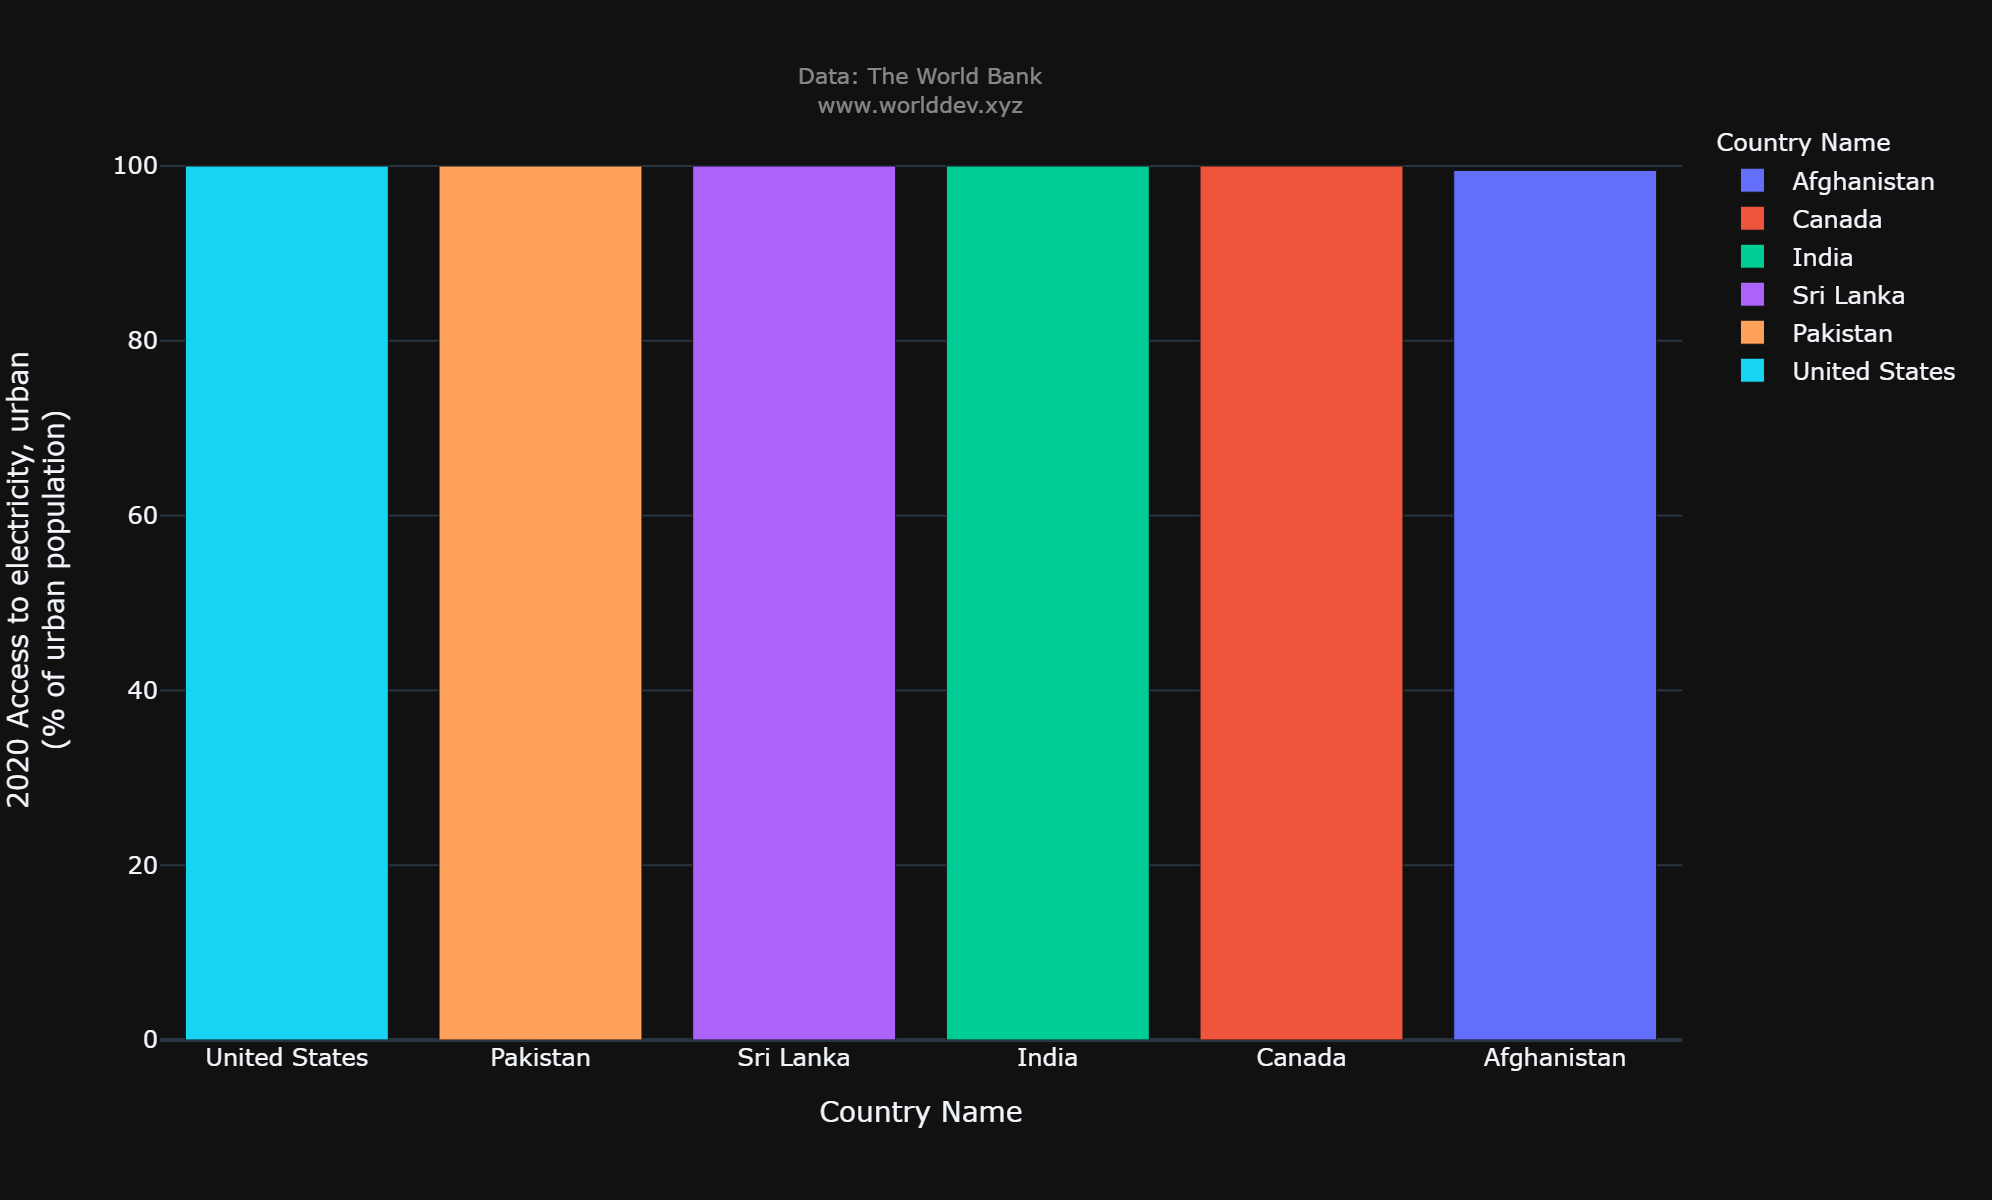 Data: The World Bank
www.worlddev.xyz
2020 Access to electricity, urban
(% of urban population)
100
80
60
40
20
0
United States
Pakistan
Sri Lanka
India
Canada
Afghanistan
Country Name
Country Name
Afghanistan
Canada
India
Sri Lanka
Pakistan
United States